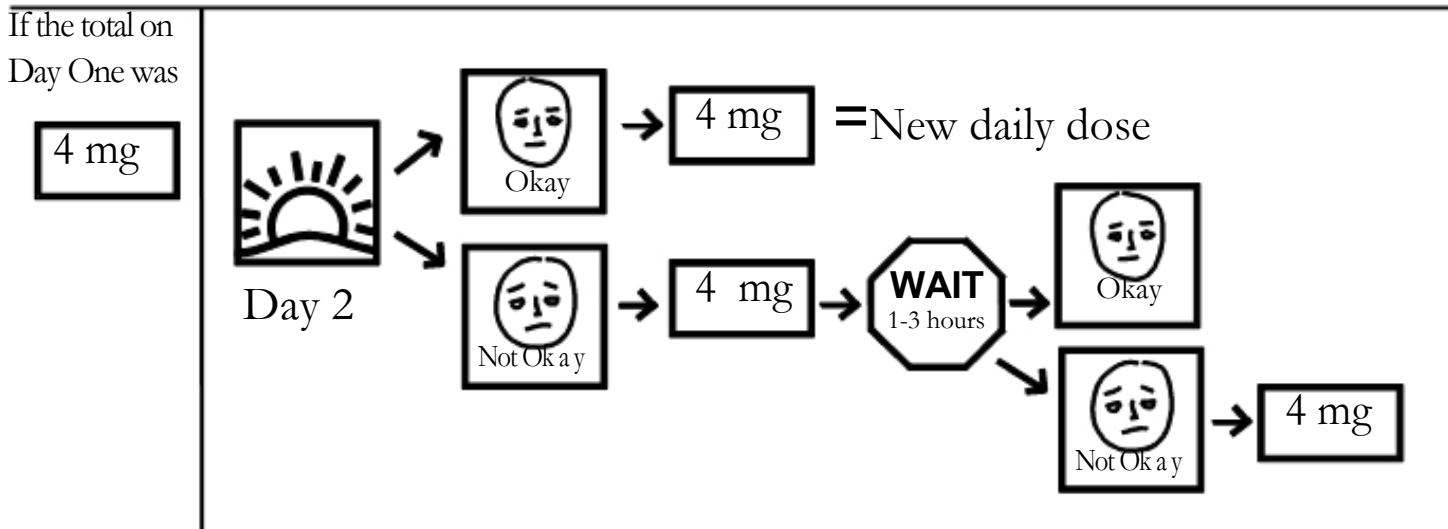 If the total on
Day One was
4 mg
Day 2
Okay
4 mg
=New daily dose
Not Okay
4 mg
WAIT
1-3 hours
Okay
Not Okay
4 mg